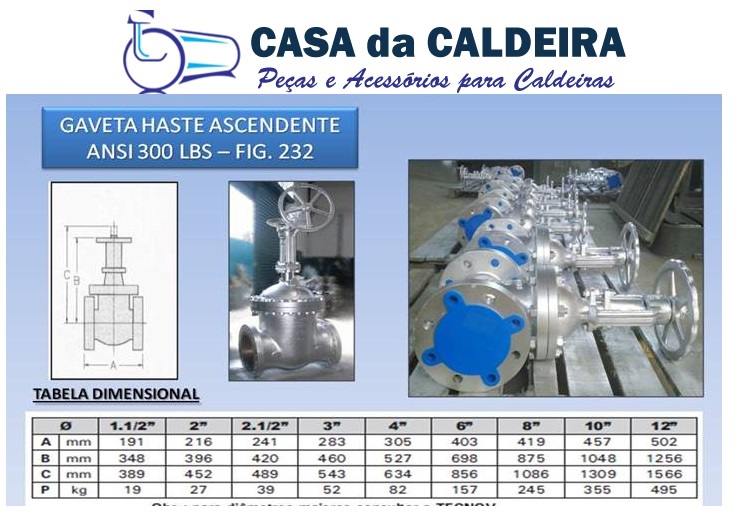 CASA da CALDEIRA
Peças e Acessórios para Caldeiras
GAVETA HASTE ASCENDENTE
ANSI 300 LBS – FIG. 232
C
B
A
TABELA DIMENSIONAL
Ø 1.1/2” 2” 2.1/2” 3” 4” 6” 8” 10” 12”
A mm 191 216 241 283 305 403 419 457 502
B mm 348 396 420 460 527 698 875 1048 1256
C mm 389 452 489 543 634 856 1086 1309 1566
P kg 19 27 39 52 82 157 245 355 495